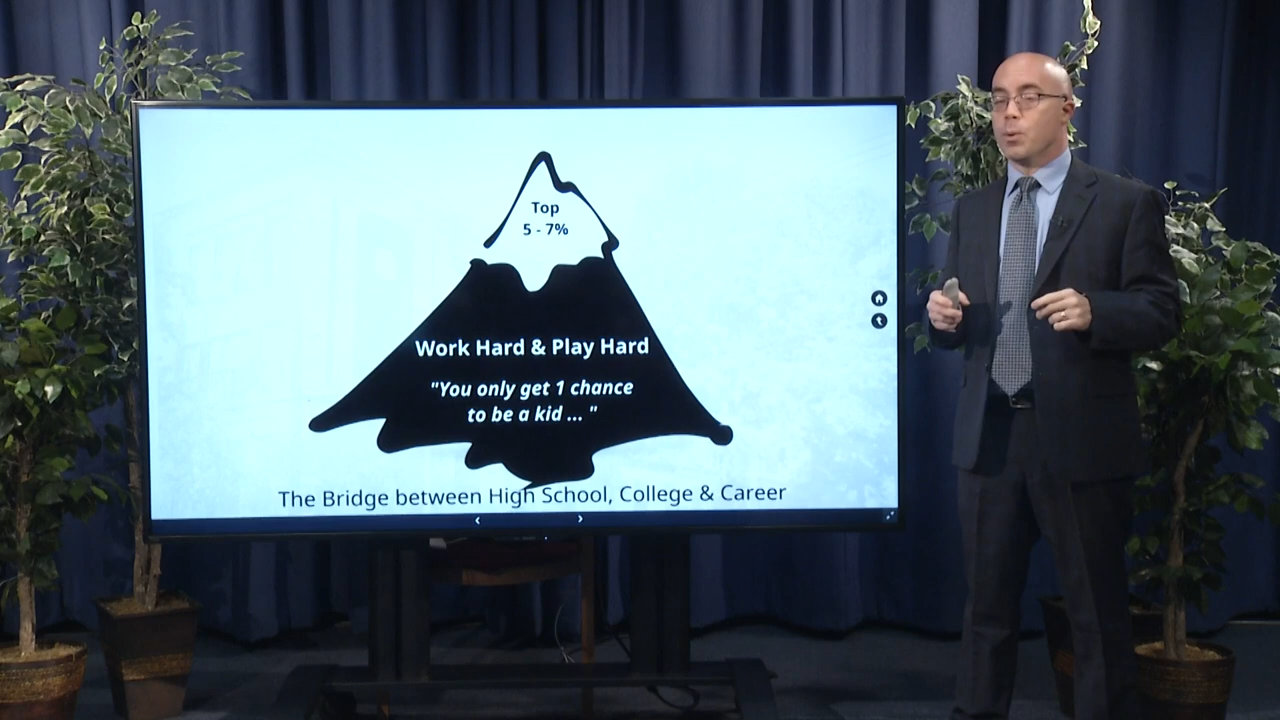 Top
5 - 7%
Work Hard & Play Hard
"You only get 1 chance
to be a kid ... "
The Bridge between High School, College & Career